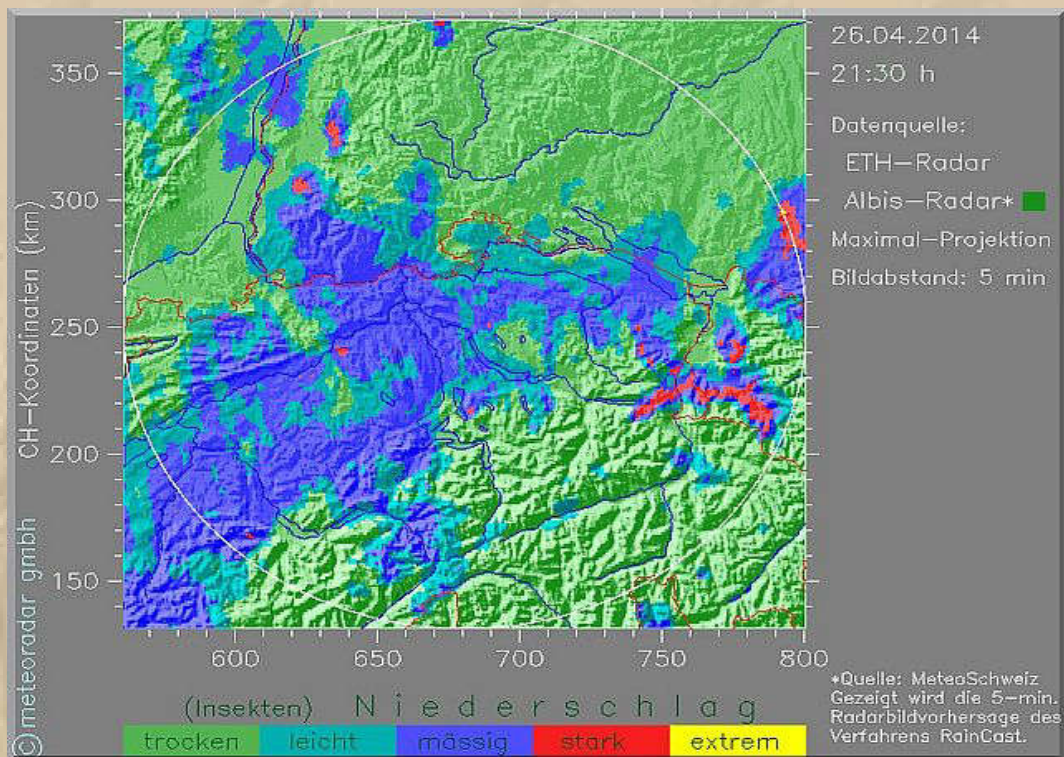 26.04.2014
21:30 h
Datenquelle:
ETH-Radar
Albis-Radar*
Maximal-Projektion
Bildabstand: 5 min
350
300
250
200
150
CH-Koordinaten (km)
© meteoradar gmbh
600
650
700
750
800
*Quelle: MeteoSchweiz
Gezeigt wird die 5-min.
Radarbildvorhersage des
Verfahrens RainCast.
(Insekten) Niederschlag
trocken leicht mässig stark extrem